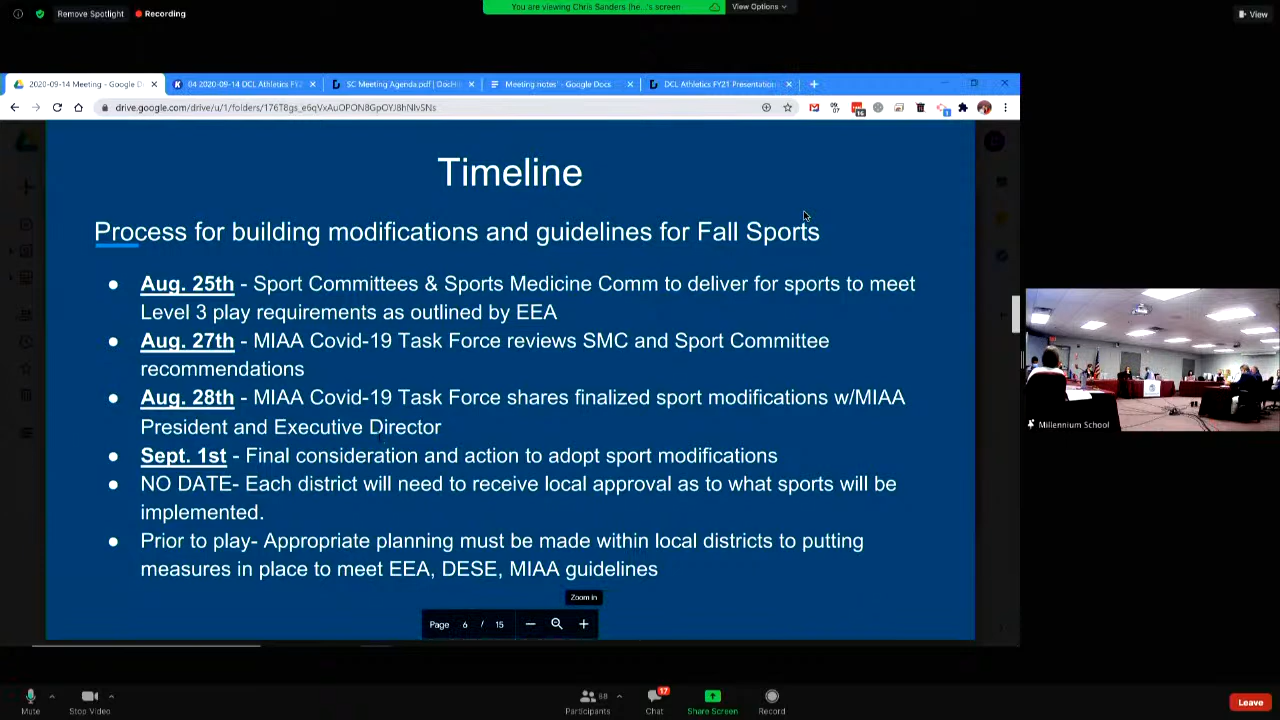 Remove Spotlight
Recording
You are viewing Chris Sanders (he...'s screen
View Options
View
2020-09-14 Meeting - Google D
04 2020-09-14 DCL Athletics FY2
SC Meeting Agenda.pdf | DocH
Meeting notes - Google Docs
DCL Athletics FY21 Presentation
Timeline
Process for building modifications and guidelines for Fall Sports
Aug. 25th - Sport Committees & Sports Medicine Comm to deliver for sports to meet
Level 3 play requirements as outlined by EEA
Aug. 27th - MIAA Covid-19 Task Force reviews SMC and Sport Committee
recommendations
Aug. 28th - MIAA Covid-19 Task Force shares finalized sport modifications w/MIAA
President and Executive Director
Sept. 1st - Final consideration and action to adopt sport modifications
NO DATE- Each district will need to receive local approval as to what sports will be
implemented.
Prior to play- Appropriate planning must be made within local districts to putting
measures in place to meet EEA, DESE, MIAA guidelines
Zoom in
Page 6 / 15
Millennium School
Mute
Stop Video
Participants
68
Chat
17
Share Screen
Record
Leave